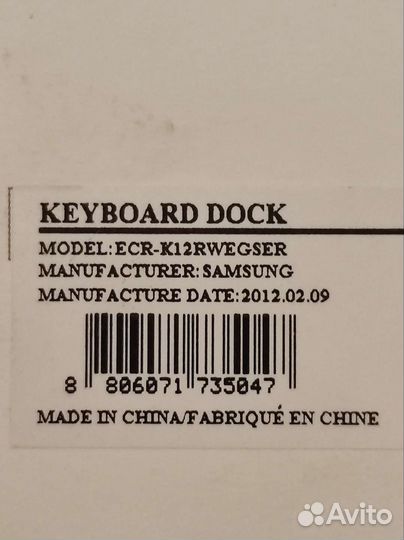 KEYBOARD DOCK
MODEL:ECR-K12RWEGSER
MANUFACTURER:SAMSUNG
MANUFACTURE DATE:2012.02.09
8 806071 735047
MADE IN CHINA/FABRIQUÉ EN CHINE
Avito